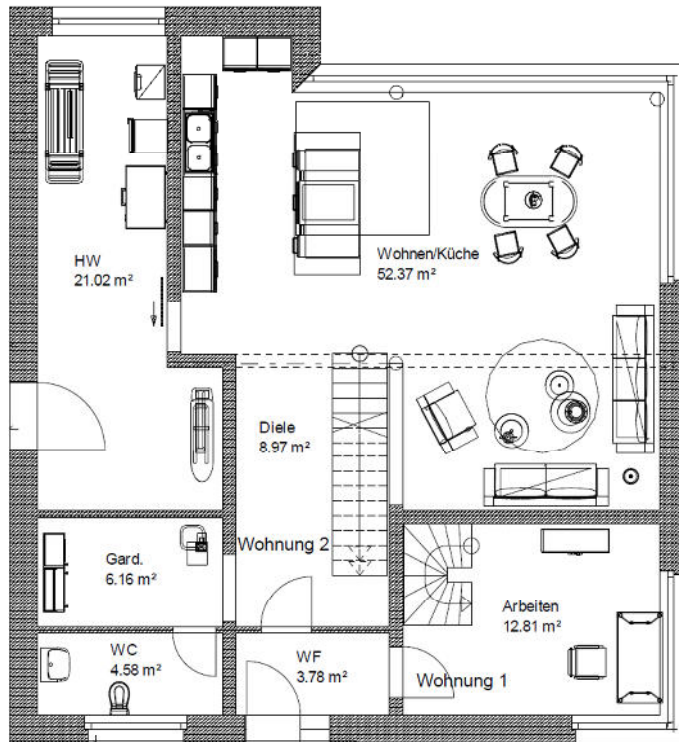 HW
21.02 m²
Wohnen/Küche
52.37 m²
Diele
8.97 m²
Wohnung 2
Gard.
6.16 m²
Arbeiten
12.81 m²
WC
4.58 m²
WF
3.78 m²
Wohnung 1